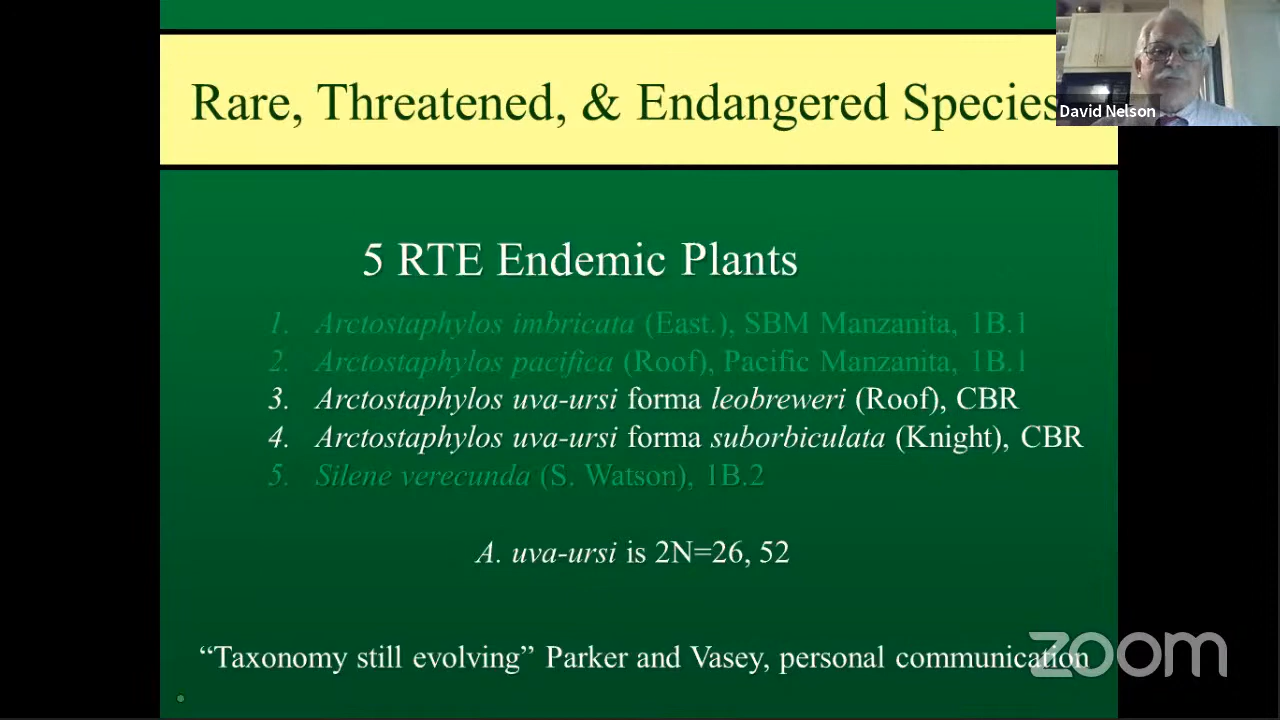 Rare, Threatened, & Endangered Species
David Nelson
5 RTE Endemic Plants
1. Arctostaphylos imbricata (East.), SBM Manzanita, 1B.1
2. Arctostaphylos pacifica (Roof), Pacific Manzanita, 1B.1
3. Arctostaphylos uva-ursi forma leobreweri (Roof), CBR
4. Arctostaphylos uva-ursi forma suborbiculata (Knight), CBR
5. Silene verecunda (S. Watson), 1B.2
A. uva-ursi is 2N=26, 52
“Taxonomy still evolving” Parker and Vasey, personal communication
zoom